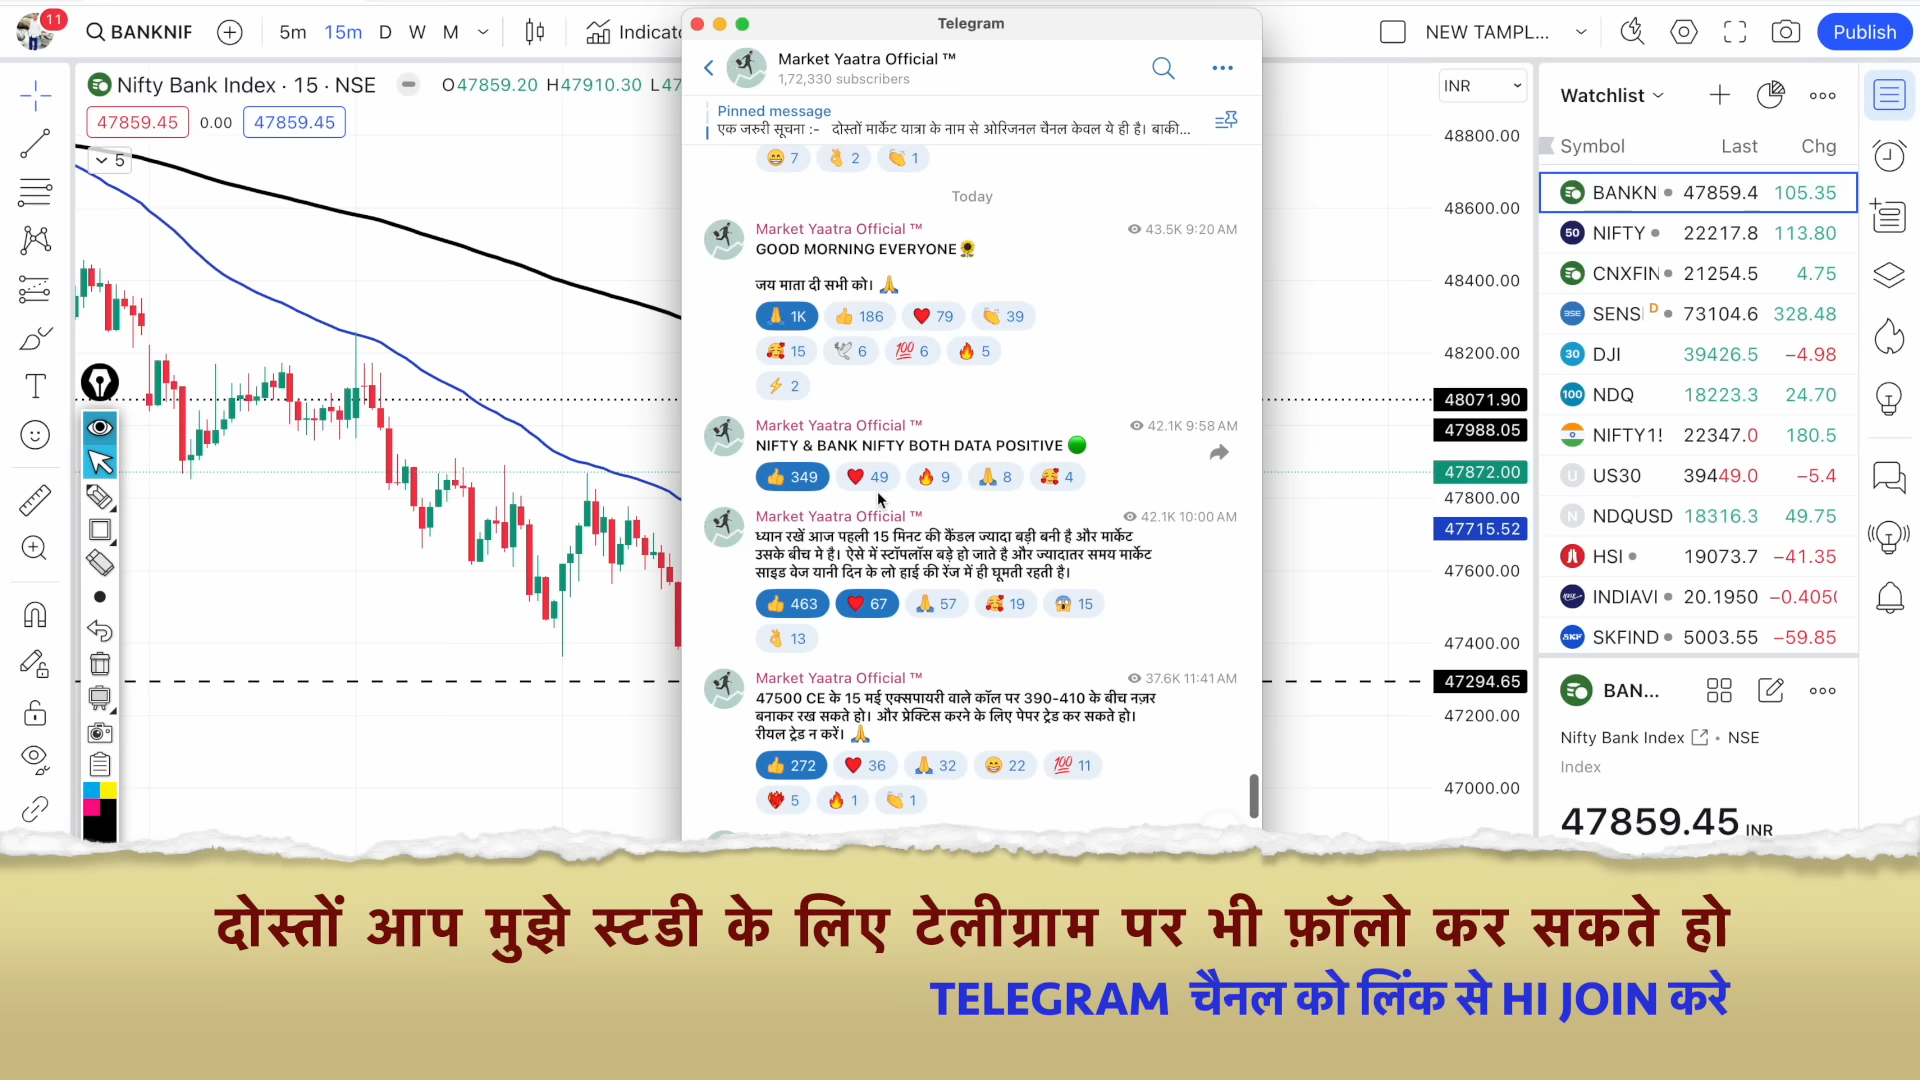 11
BANKNIF
5m 15m D W M
Indicato
NEW TAMPL...
Publish
Nifty Bank Index · 15 · NSE
O47859.20 H47910.30 L47
47859.45 0.00 47859.45
5
Telegram
Market Yaatra Official ™
1,72,330 subscribers
Pinned message
एक जरुरी सूचना :- दोस्तों मार्केट यात्रा के नाम से ओरिजनल चैनल केवल ये ही है। बाकी...
😁 7 👌 2 👏 1
Today
Market Yaatra Official ™ 43.5K 9:20 AM
GOOD MORNING EVERYONE🌻
जय माता दी सभी को। 🙏
🙏 1K 👍 186 ❤️ 79 👏 39
🥰 15 🕊 6 💯 6 🔥 5
⚡ 2
Market Yaatra Official ™ 42.1K 9:58 AM
NIFTY & BANK NIFTY BOTH DATA POSITIVE 🟢
👍 349 ❤️ 49 🔥 9 🙏 8 🥰 4
Market Yaatra Official ™ 42.1K 10:00 AM
ध्यान रखें आज पहली 15 मिनट की कैंडल ज्यादा बड़ी बनी है और मार्केट
उसके बीच मे है। ऐसे में स्टॉपलॉस बड़े हो जाते है और ज्यादातर समय मार्केट
साइड वेज यानी दिन के लो हाई की रेंज में ही घूमती रहती है।
👍 463 ❤️ 67 🙏 57 🥰 19 😱 15
👌 13
Market Yaatra Official ™ 37.6K 11:41 AM
47500 CE के 15 मई एक्सपायरी वाले कॉल पर 390-410 के बीच नज़र
बनाकर रख सकते हो। और प्रेक्टिस करने के लिए पेपर ट्रेड कर सकते हो।
रीयल ट्रेड न करें। 🙏
👍 272 ❤️ 36 🙏 32 😁 22 💯 11
❤️‍🔥 5 🔥 1 👏 1
INR
48800.00
48600.00
48400.00
48200.00
48071.90
47988.05
47872.00
47800.00
47715.52
47600.00
47400.00
47294.65
47200.00
47000.00
Watchlist
Symbol Last Chg
BANKN 47859.4 105.35
50 NIFTY 22217.8 113.80
CNXFIN 21254.5 4.75
BSE SENS D 73104.6 328.48
30 DJI 39426.5 −4.98
100 NDQ 18223.3 24.70
NIFTY1! 22347.0 180.5
U US30 39449.0 −5.4
N NDQUSD 18316.3 49.75
HSI 19073.7 −41.35
INDIAVI 20.1950 −0.405(
SKF SKFIND 5003.55 −59.85
BAN...
Nifty Bank Index • NSE
Index
47859.45 INR
दोस्तों आप मुझे स्टडी के लिए टेलीग्राम पर भी फ़ॉलो कर सकते हो
TELEGRAM चैनल को लिंक से HI JOIN करे